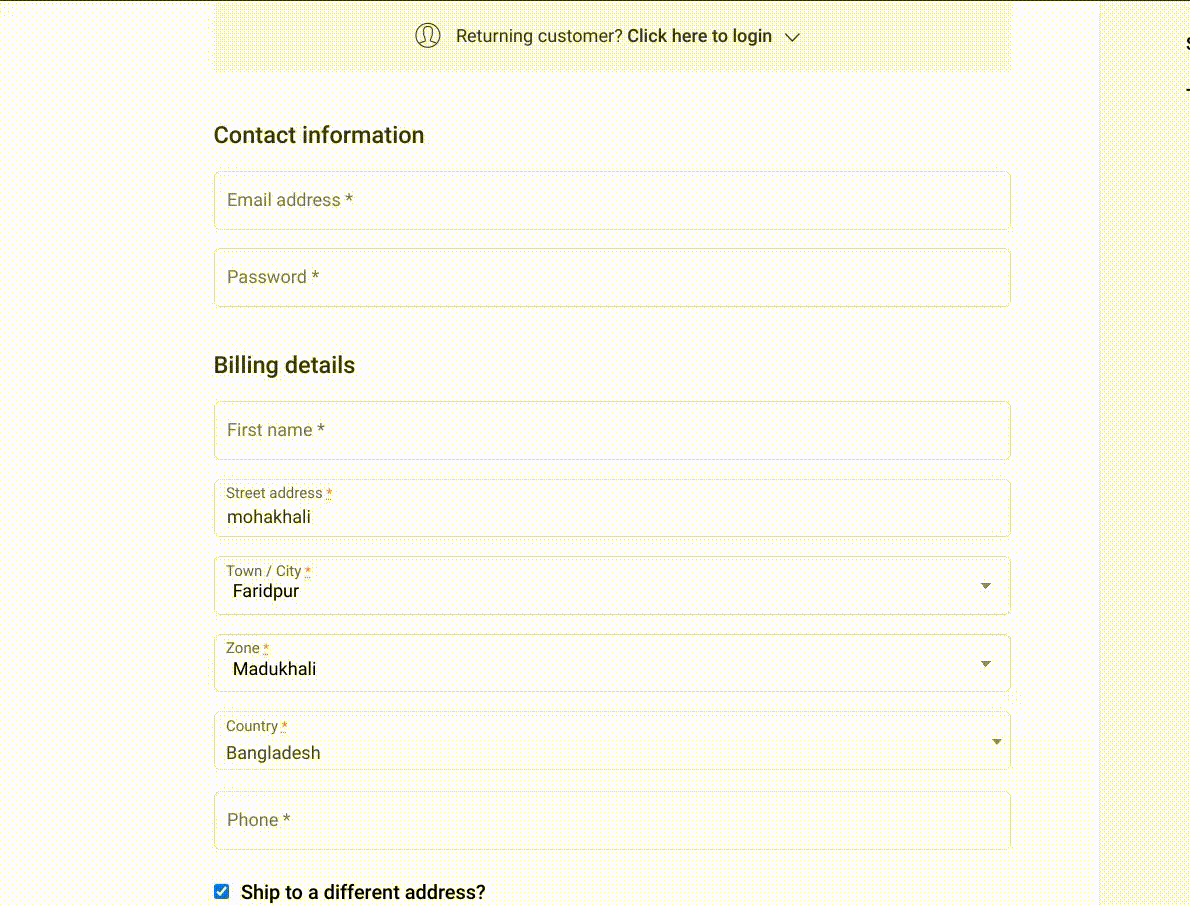 Returning customer? Click here to login
Contact information
Email address *
Password *
Billing details
First name *
Street address *
mohakhali
Town / City *
Faridpur
Zone *
Madukhali
Country *
Bangladesh
Phone *
Ship to a different address?